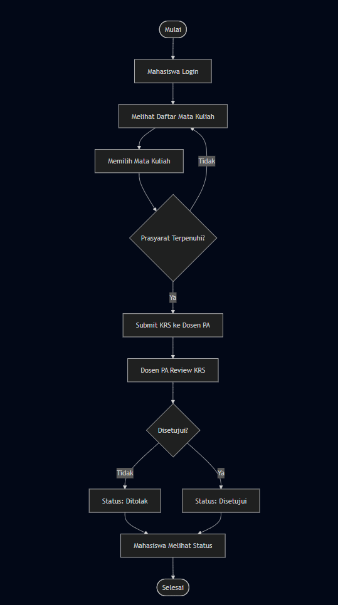 Mulai
Mahasiswa Login
Melihat Daftar Mata Kuliah
Memilih Mata Kuliah
Tidak
Prasyarat Terpenuhi?
Ya
Submit KRS ke Dosen PA
Dosen PA Review KRS
Disetujui?
Tidak
Ya
Status: Ditolak
Status: Disetujui
Mahasiswa Melihat Status
Selesai